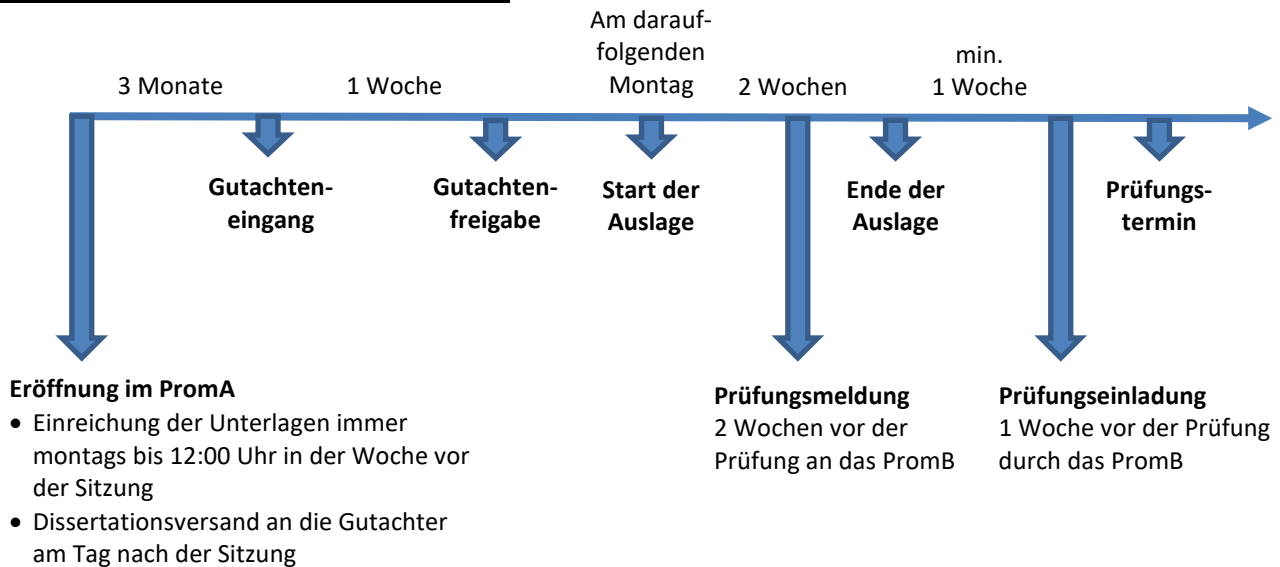 Am darauf-
folgenden
Montag
3 Monate
1 Woche
2 Wochen
min.
1 Woche
Gutachten-
eingang
Gutachten-
freigabe
Start der
Auslage
Ende der
Auslage
Prüfungs-
termin
Eröffnung im PromA
• Einreichung der Unterlagen immer
montags bis 12:00 Uhr in der Woche vor
der Sitzung
• Dissertationsversand an die Gutachter
am Tag nach der Sitzung
Prüfungsmeldung
2 Wochen vor der
Prüfung an das PromB
Prüfungseinladung
1 Woche vor der Prüfung
durch das PromB